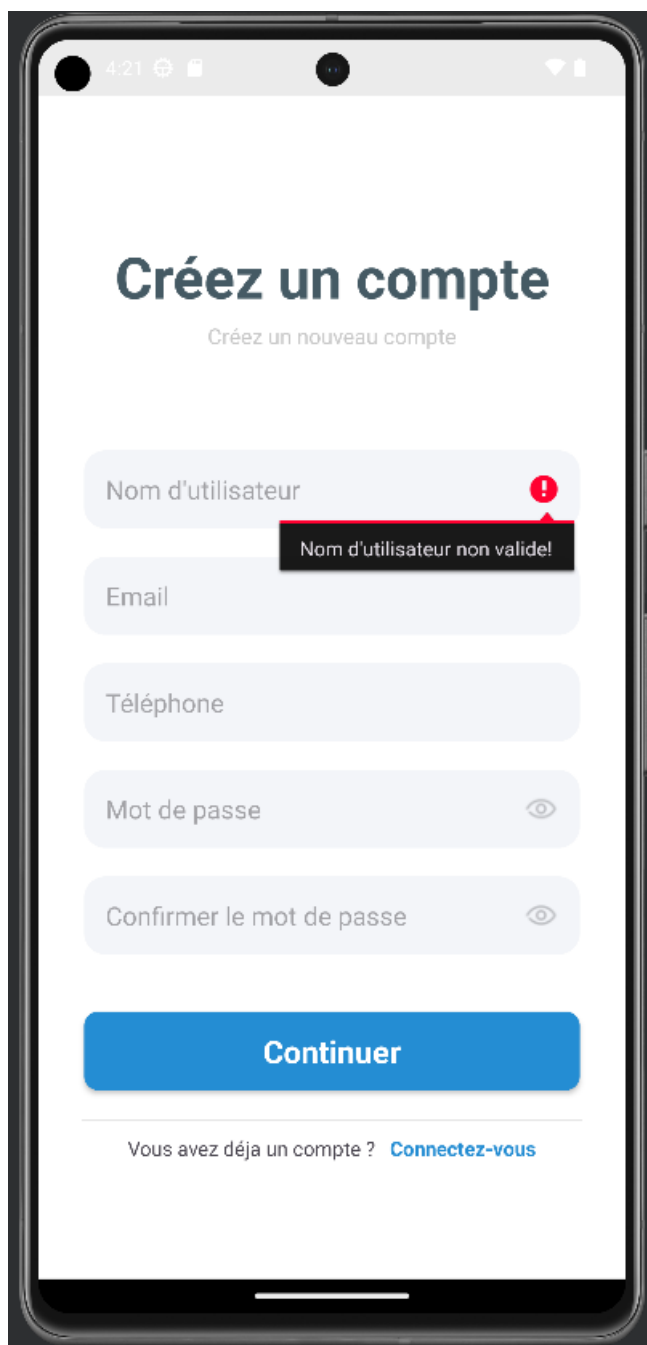 4:21
Créez un compte
Créez un nouveau compte
Nom d'utilisateur
Nom d'utilisateur non valide!
Email
Téléphone
Mot de passe
Confirmer le mot de passe
Continuer
Vous avez déja un compte ? Connectez-vous